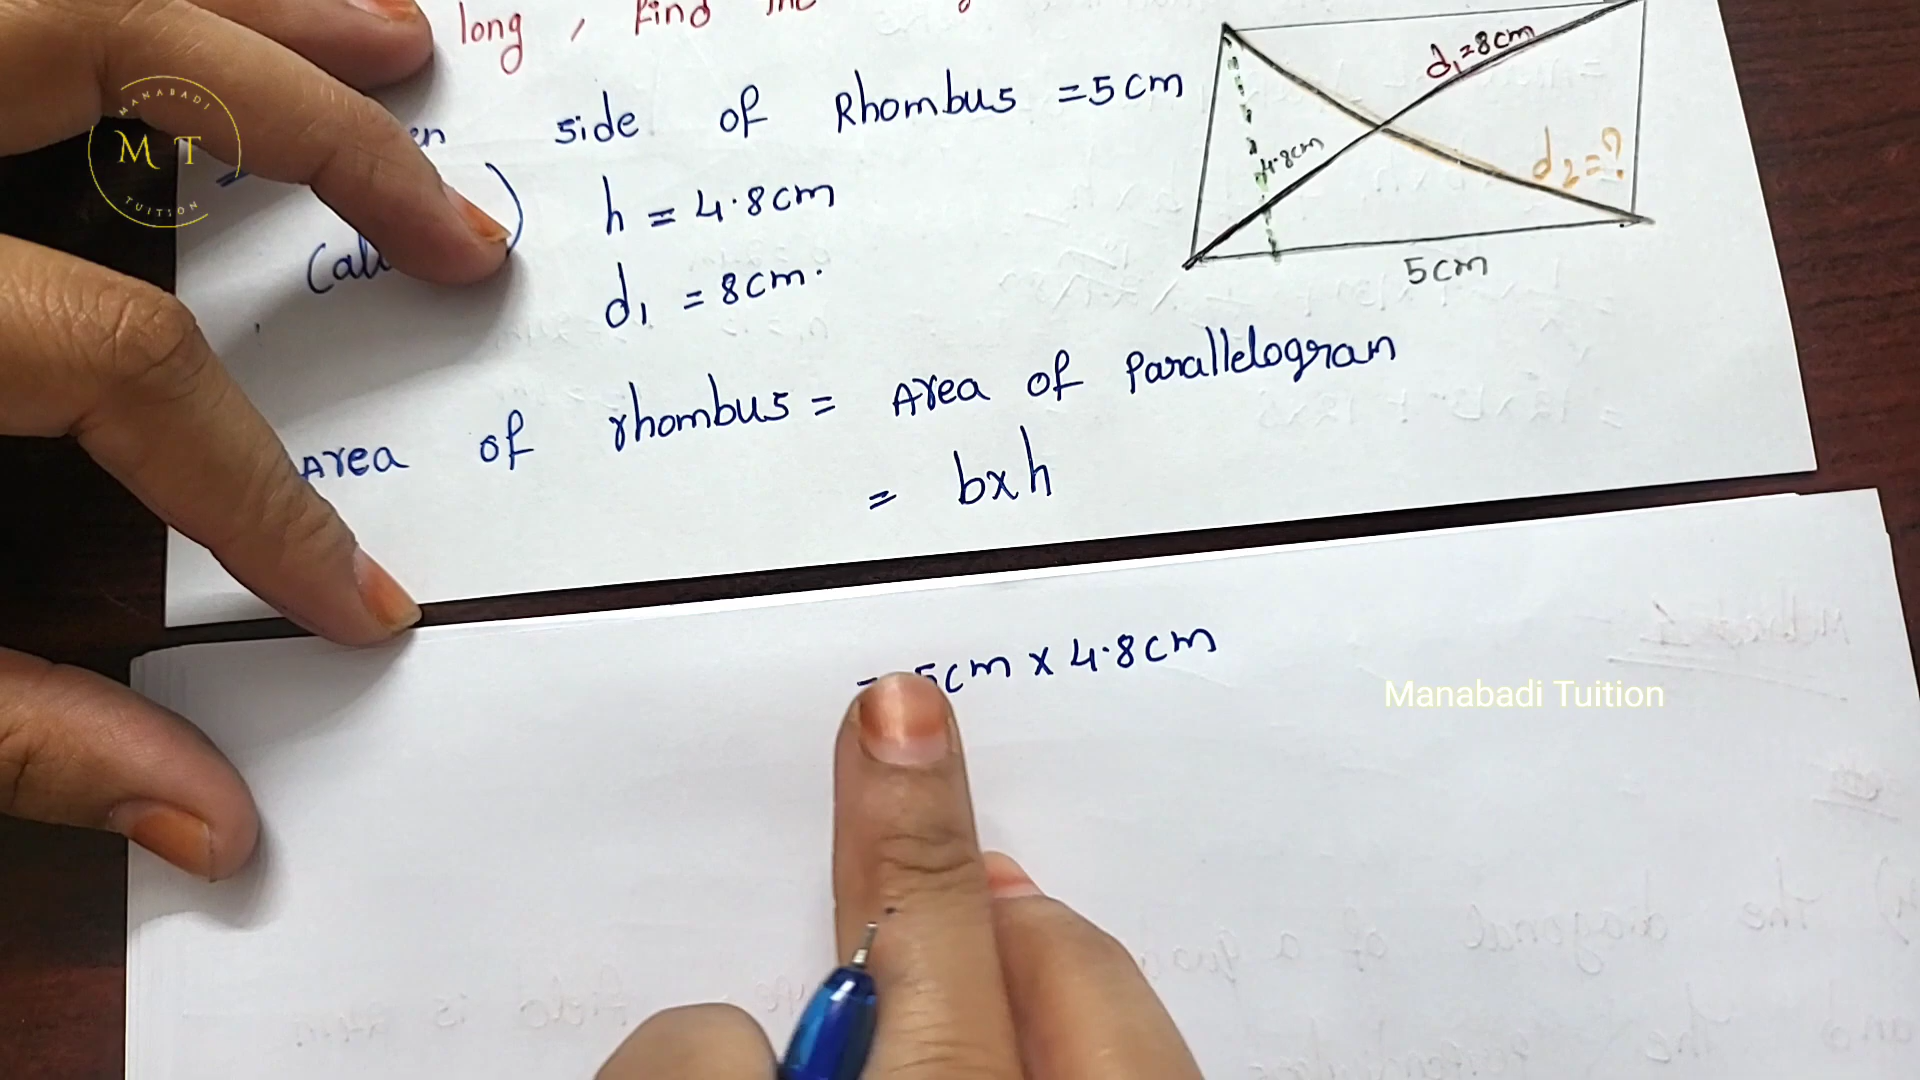 long , find
side of Rhombus = 5cm
h = 4.8cm
d1 = 8cm.
d1=8cm
4.8cm
d2=?
5cm
Area of rhombus = Area of parallelogram
= bxh
= 5cm x 4.8cm
Manabadi Tuition
MANABADI
M T
TUITION